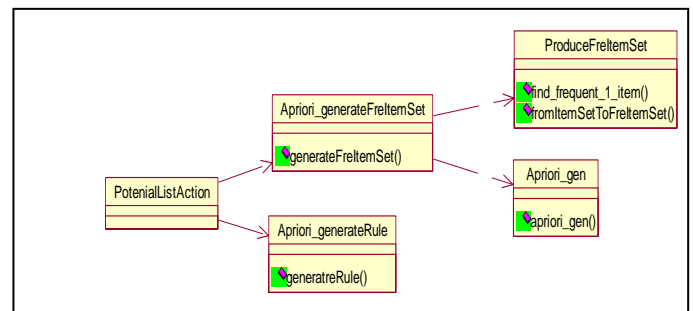 ProduceFreItemSet
find_frequent_1_item()
fromItemSetToFreItemSet()
Apriori_generateFreItemSet
generateFreItemSet()
Apriori_gen
apriori_gen()
PotenialListAction
Apriori_generateRule
generatreRule()